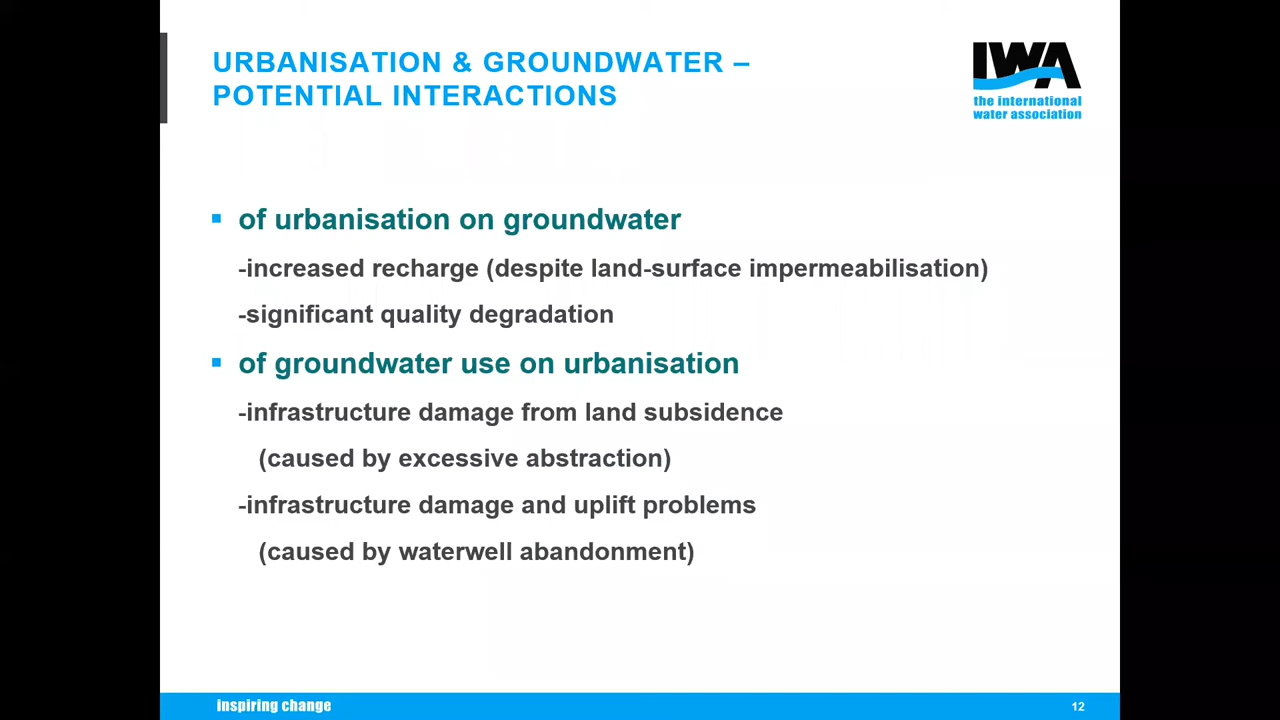 URBANISATION & GROUNDWATER –
POTENTIAL INTERACTIONS
IWA
the international
water association
▪ of urbanisation on groundwater
-increased recharge (despite land-surface impermeabilisation)
-significant quality degradation
▪ of groundwater use on urbanisation
-infrastructure damage from land subsidence
(caused by excessive abstraction)
-infrastructure damage and uplift problems
(caused by waterwell abandonment)
inspiring change
12